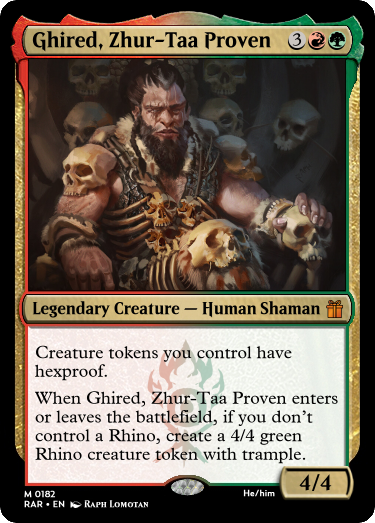 Ghired, Zhur-Taa Proven 3
Legendary Creature — Human Shaman
Creature tokens you control have
hexproof.
When Ghired, Zhur-Taa Proven enters
or leaves the battlefield, if you don't
control a Rhino, create a 4/4 green
Rhino creature token with trample.
4/4
M 0182
RAR • EN Raph Lomotan
He/him